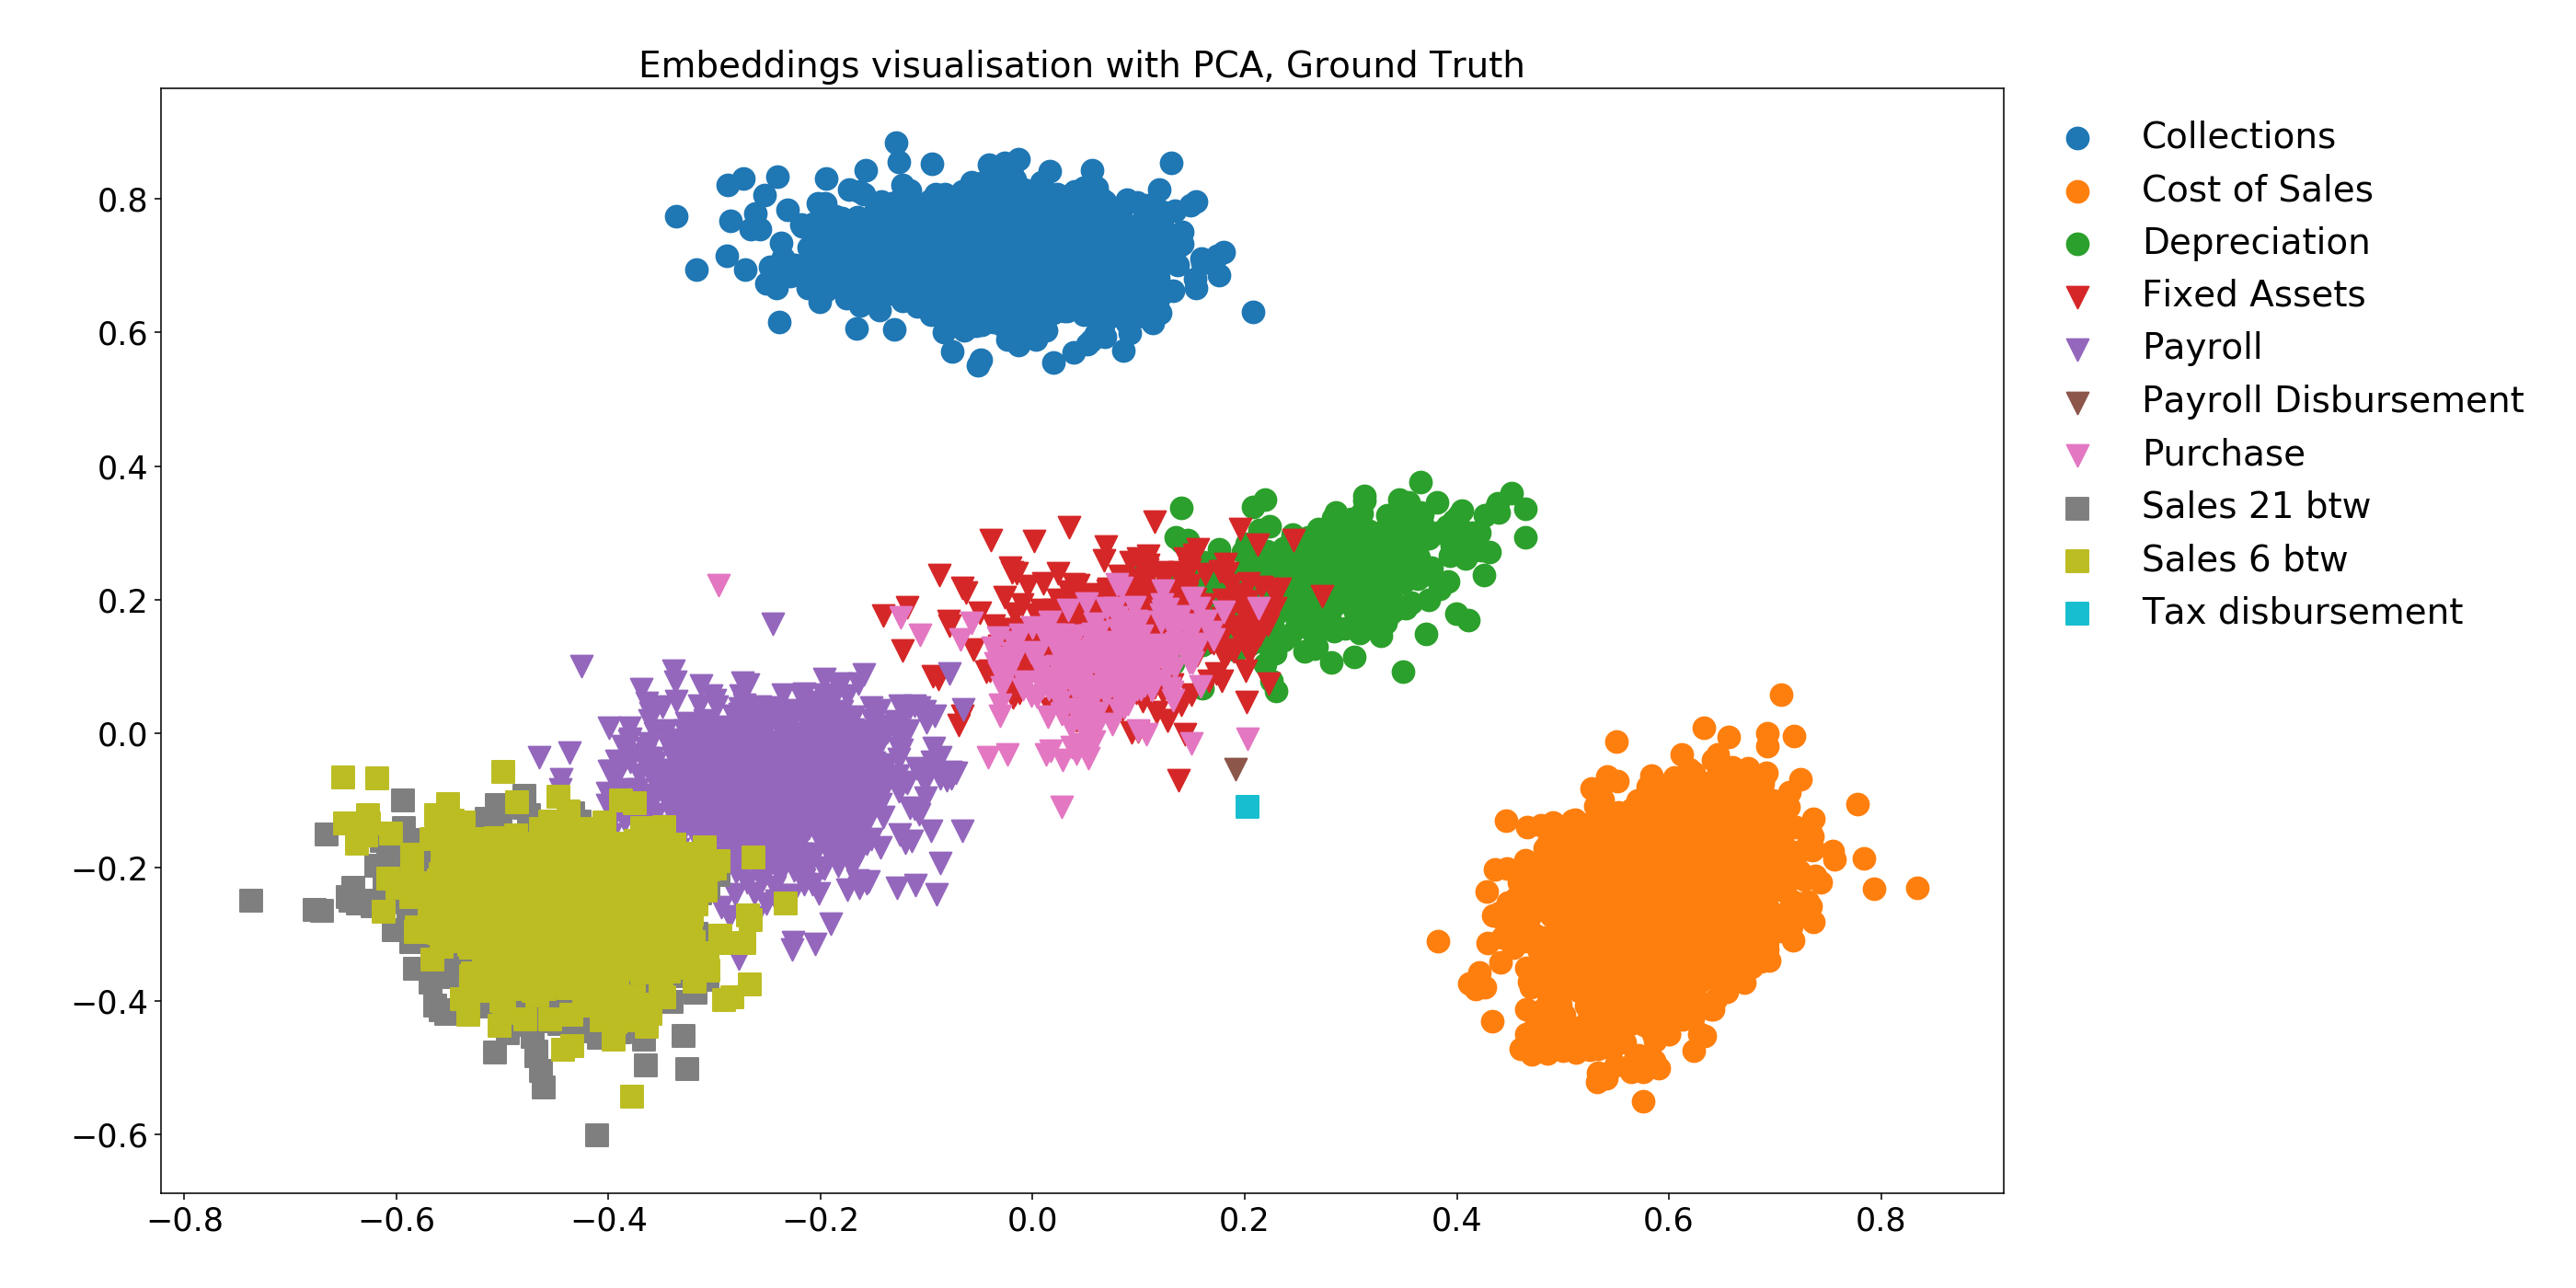 Embeddings visualisation with PCA, Ground Truth
Collections
Cost of Sales
Depreciation
Fixed Assets
Payroll
Payroll Disbursement
Purchase
Sales 21 btw
Sales 6 btw
Tax disbursement
0.8
0.6
0.4
0.2
0.0
−0.2
−0.4
−0.6
−0.8 −0.6 −0.4 −0.2 0.0 0.2 0.4 0.6 0.8